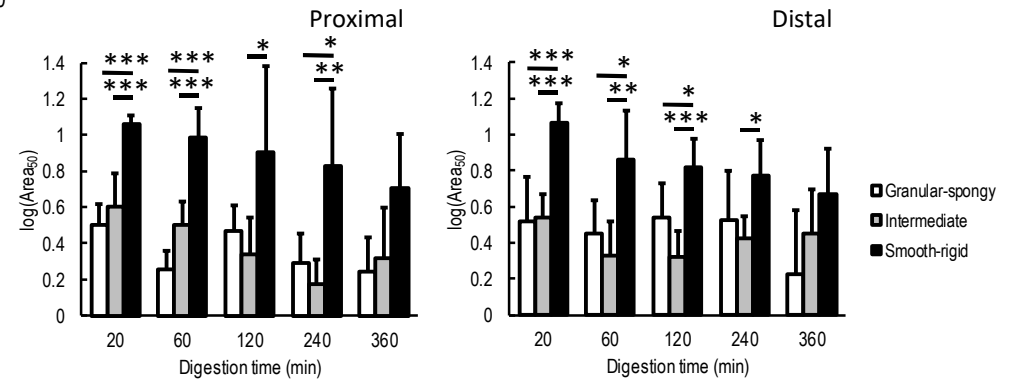 Proximal
Distal
***
***
***
***
*
*
**
1.4
1.2
1
0.8
0.6
0.4
0.2
0
log(Area50)
20 60 120 240 360
Digestion time (min)
***
***
*
**
*
***
*
1.4
1.2
1
0.8
0.6
0.4
0.2
0
log(Area50)
20 60 120 240 360
Digestion time (min)
Granular-spongy
Intermediate
Smooth-rigid